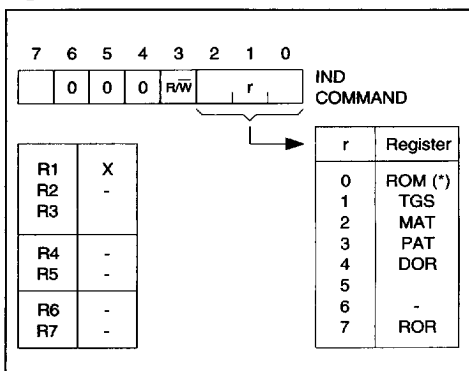 7 6 5 4 3 2 1 0
0 0 0 R/W̅ r
IND
COMMAND
r Register
0 ROM (*)
1 TGS
2 MAT
3 PAT
4 DOR
5
6 -
7 ROR
R1 X
R2 -
R3
R4 -
R5 -
R6 -
R7 -